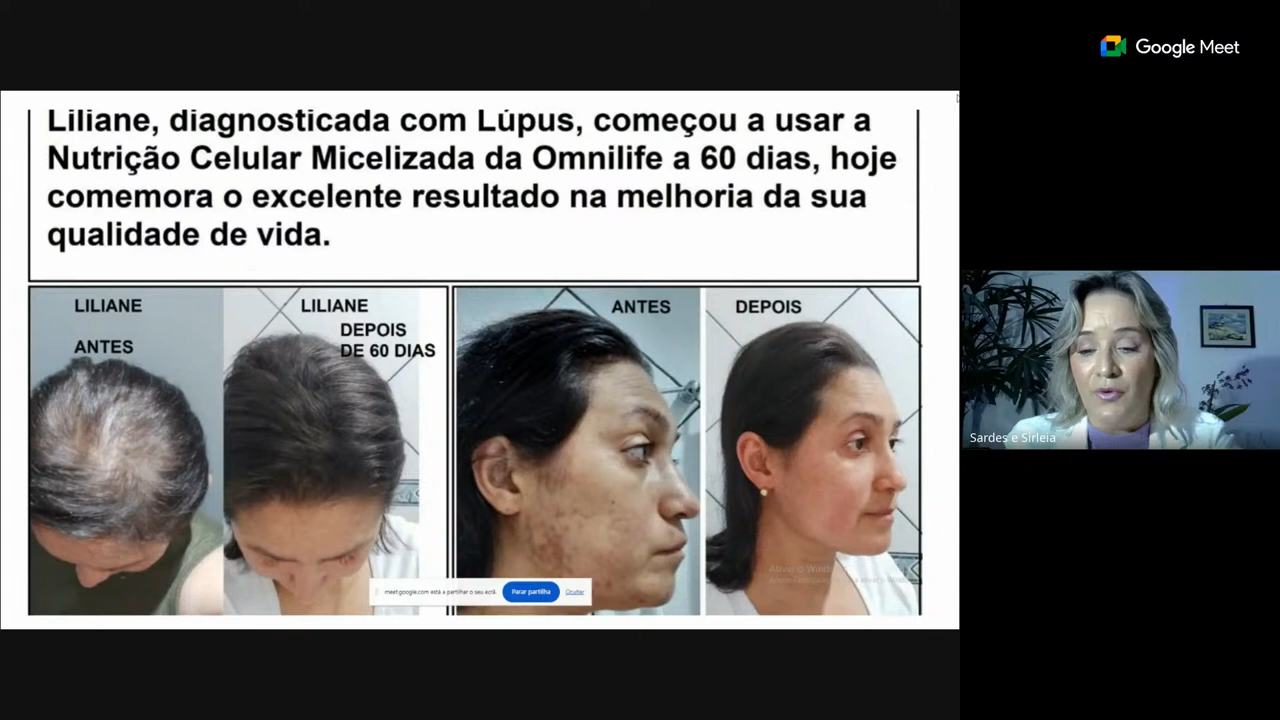 Google Meet
Liliane, diagnosticada com Lúpus, começou a usar a
Nutrição Celular Micelizada da Omnilife a 60 dias, hoje
comemora o excelente resultado na melhoria da sua
qualidade de vida.
LILIANE
ANTES
LILIANE
DEPOIS
DE 60 DIAS
ANTES
DEPOIS
Sardes e Sirleia
meet.google.com está a partilhar o seu ecrã.
Parar partilha
Ocultar